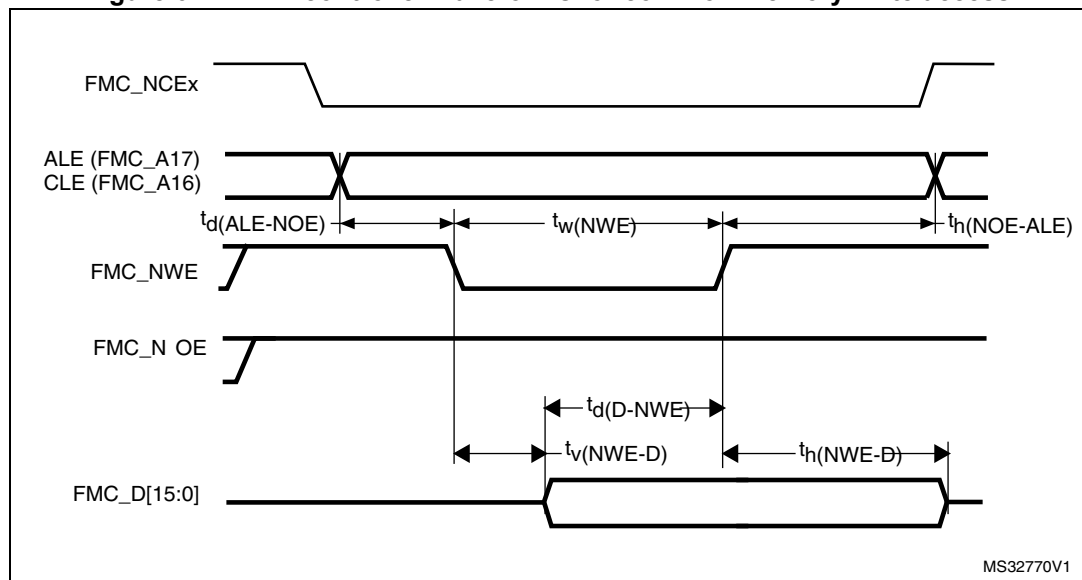 FMC_NCEx
ALE (FMC_A17)
CLE (FMC_A16)
td(ALE-NOE)
tw(NWE)
th(NOE-ALE)
FMC_NWE
FMC_N OE
td(D-NWE)
tv(NWE-D)
th(NWE-D)
FMC_D[15:0]
MS32770V1